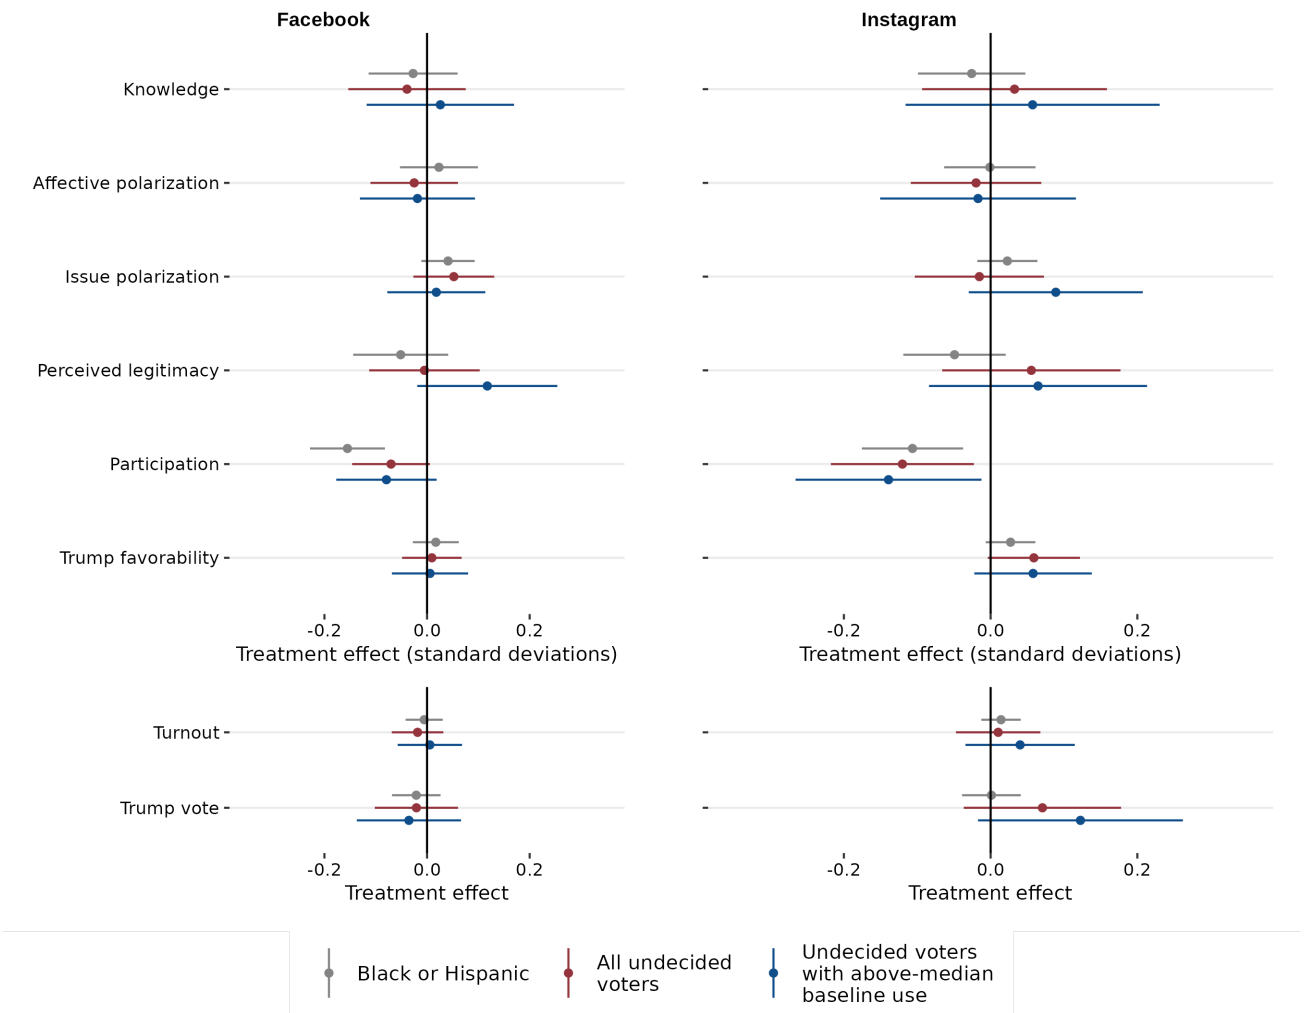 Facebook
Instagram
Knowledge
Affective polarization
Issue polarization
Perceived legitimacy
Participation
Trump favorability
-0.2 0.0 0.2
-0.2 0.0 0.2
Treatment effect (standard deviations)
Treatment effect (standard deviations)
Turnout
Trump vote
-0.2 0.0 0.2
-0.2 0.0 0.2
Treatment effect
Treatment effect
Black or Hispanic
All undecided
voters
Undecided voters
with above-median
baseline use